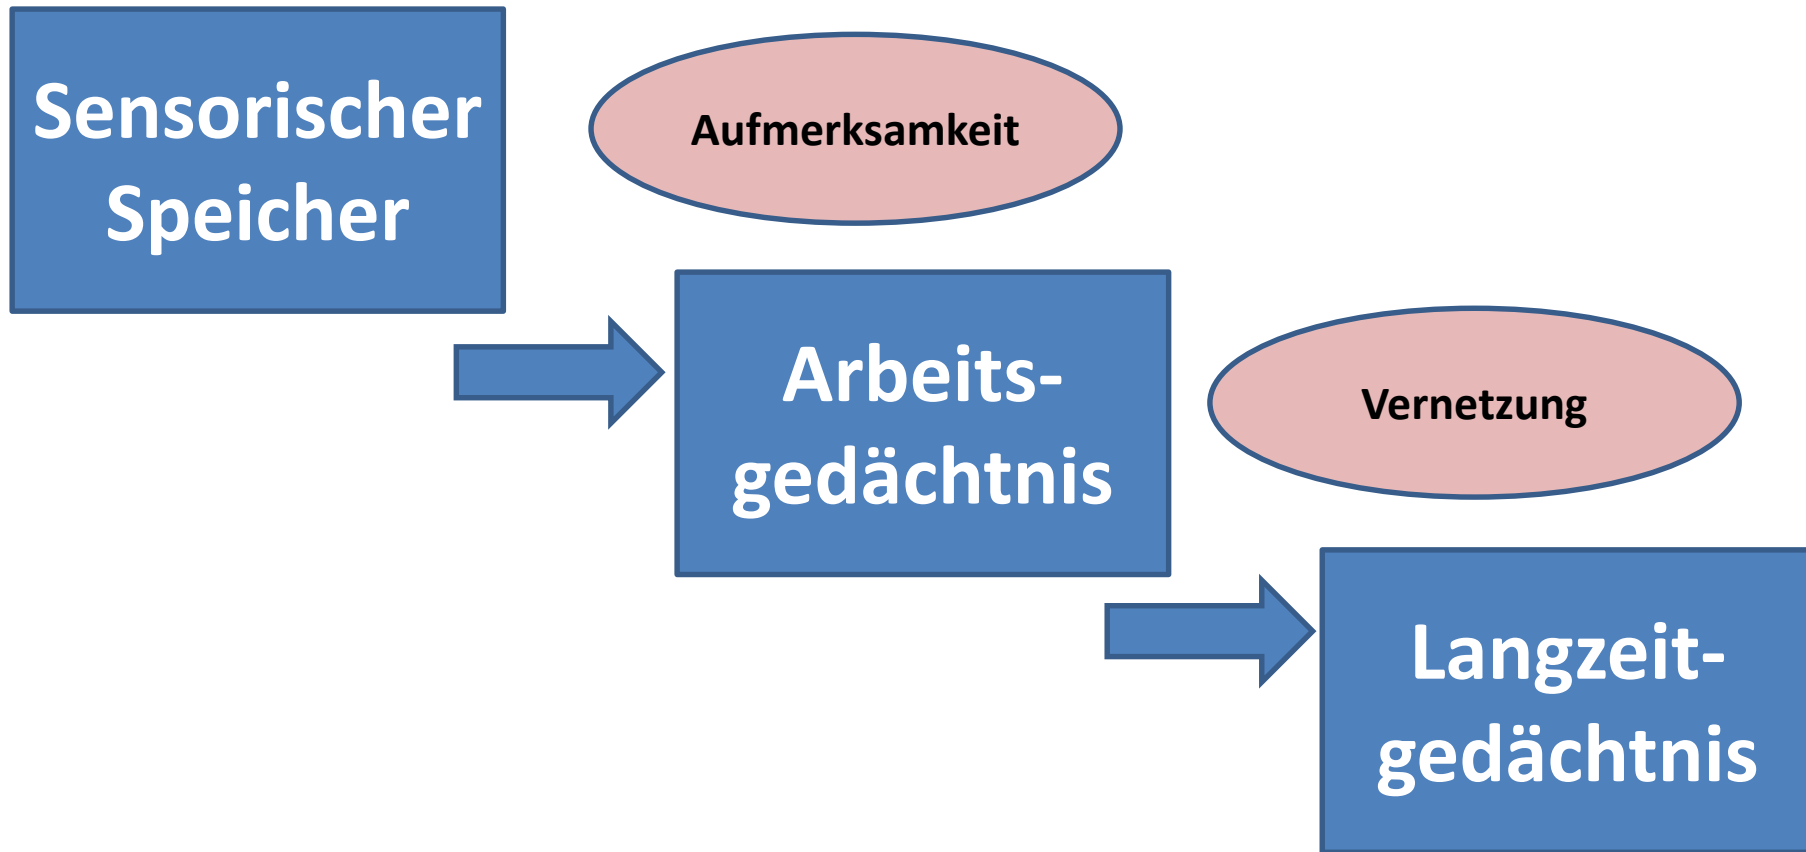 Sensorischer
Speicher
Aufmerksamkeit
Arbeits-
gedächtnis
Vernetzung
Langzeit-
gedächtnis